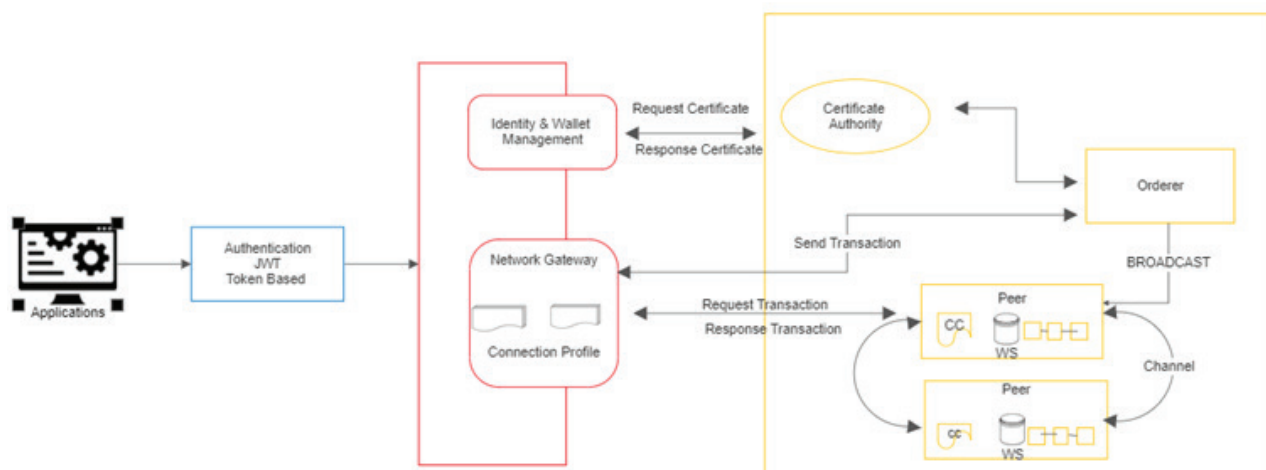 Applications
Authentication
JWT
Token Based
Identity & Wallet
Management
Network Gateway
Connection Profile
Request Certificate
Response Certificate
Send Transaction
Request Transaction
Response Transaction
Certificate
Authority
Orderer
BROADCAST
Peer
CC
WS
Channel
Peer
cc
WS